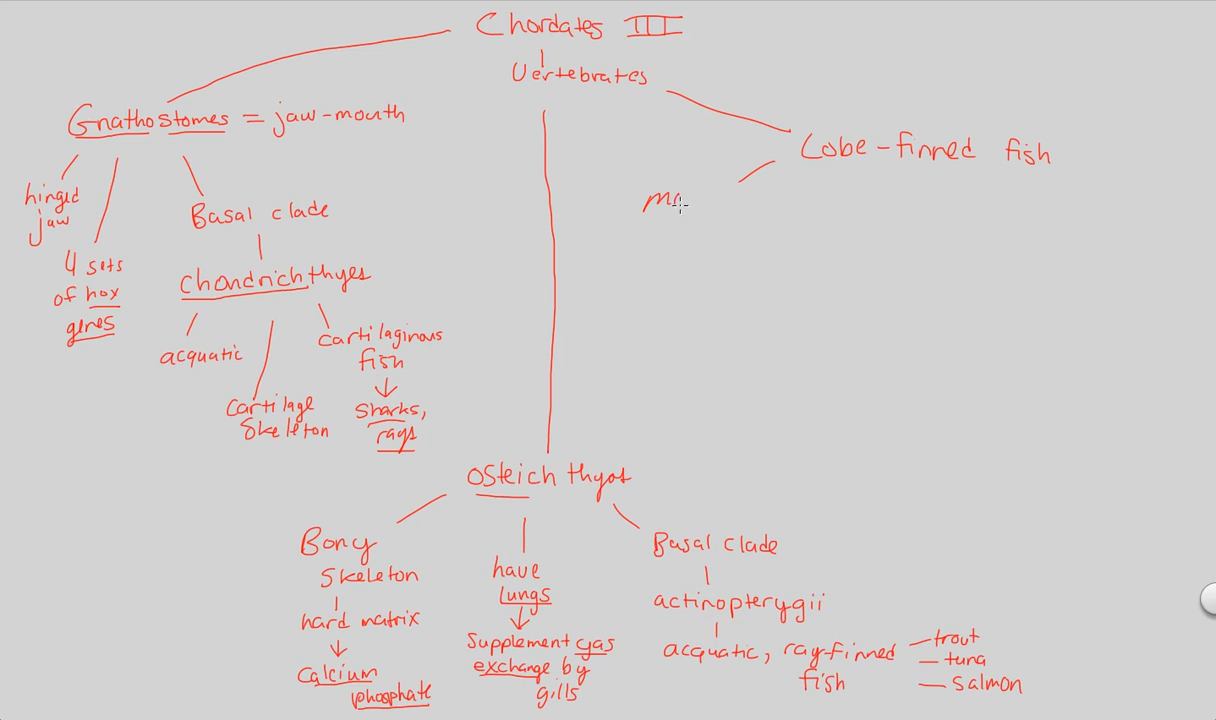 Chordates III
Vertebrates
Gnathostomes = jaw-mouth
hinged
jaw
4 sets
of hox
genes
Basal clade
Chondrichthyes
acquatic
Cartilage
Skeleton
Cartilaginous
fish
Sharks,
rays
Lobe-finned fish
Osteichthyes
Bony
Skeleton
hard matrix
Calcium
phosphate
have
lungs
Supplement gas
exchange by
gills
Basal clade
actinopterygii
acquatic, ray-finned
fish
trout
tuna
salmon